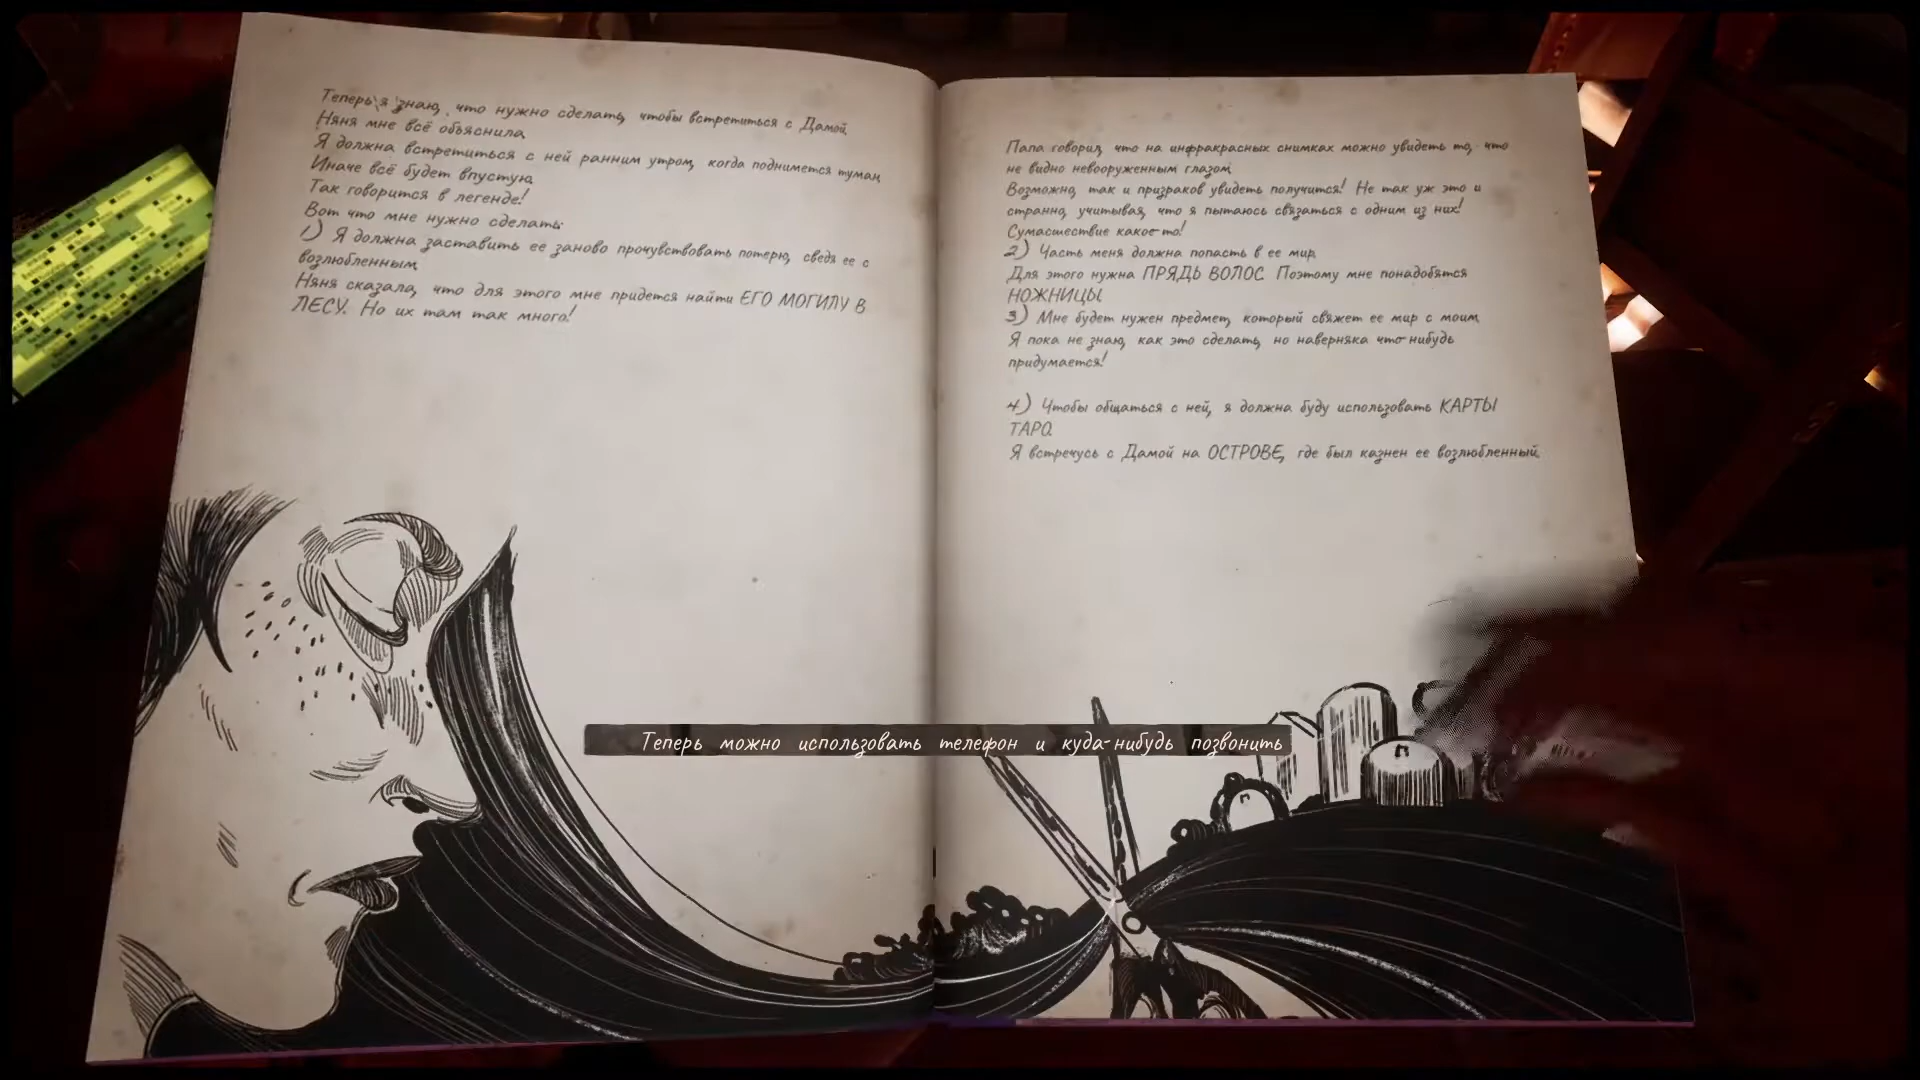 Теперь я знаю, что нужно сделать, чтобы встретиться с Дамой.
Няня мне всё объяснила.
Я должна встретиться с ней ранним утром, когда поднимется туман,
Иначе всё будет впустую.
Так говорится в легенде!
Вот что мне нужно сделать:
1) Я должна заставить ее заново прочувствовать потерю, сведя ее с
возлюбленным.
Няня сказала, что для этого мне придется найти ЕГО МОГИЛУ В
ЛЕСУ. Но их там так много!
Папа говорил, что на инфракрасных снимках можно увидеть то, что
не видно невооруженным глазом.
Возможно, так и призраков увидеть получится! Не так уж это и
странно, учитывая, что я пытаюсь связаться с одним из них!
Сумасшествие какое-то!
2) Часть меня должна попасть в ее мир.
Для этого нужна ПРЯДЬ ВОЛОС. Поэтому мне понадобятся
НОЖНИЦЫ.
3) Мне будет нужен предмет, который свяжет ее мир с моим.
Я пока не знаю, как это сделать, но наверняка что-нибудь
придумается!
4) Чтобы общаться с ней, я должна буду использовать КАРТЫ
ТАРО.
Я встречусь с Дамой на ОСТРОВЕ, где был казнен ее возлюбленный.
Теперь можно использовать телефон и куда-нибудь позвонить